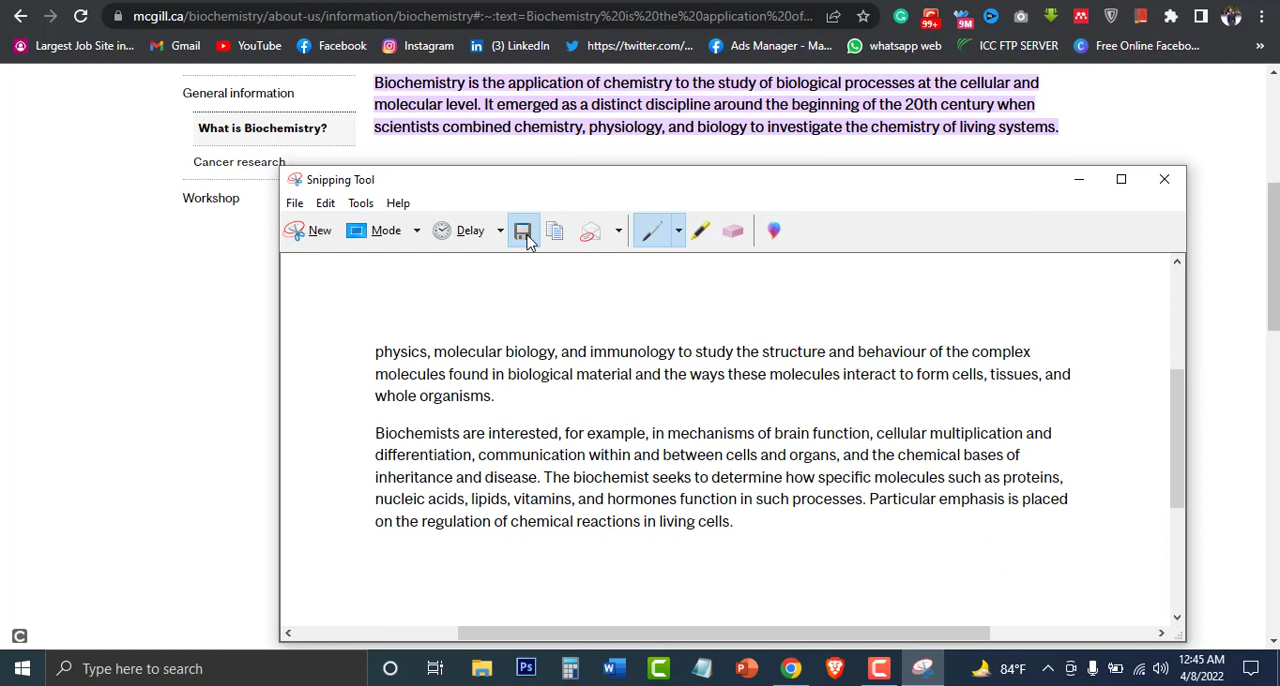 mcgill.ca/biochemistry/about-us/information/biochemistry#:~:text=Biochemistry%20is%20the%20application%20of...
99+
9M
Largest Job Site in...
Gmail
YouTube
Facebook
Instagram
(3) LinkedIn
https://twitter.com/...
Ads Manager - Ma...
whatsapp web
ICC FTP SERVER
Free Online Facebo...
»
General information
What is Biochemistry?
Cancer research
Workshop
Biochemistry is the application of chemistry to the study of biological processes at the cellular and
molecular level. It emerged as a distinct discipline around the beginning of the 20th century when
scientists combined chemistry, physiology, and biology to investigate the chemistry of living systems.
Snipping Tool
File Edit Tools Help
New Mode Delay
physics, molecular biology, and immunology to study the structure and behaviour of the complex
molecules found in biological material and the ways these molecules interact to form cells, tissues, and
whole organisms.
Biochemists are interested, for example, in mechanisms of brain function, cellular multiplication and
differentiation, communication within and between cells and organs, and the chemical bases of
inheritance and disease. The biochemist seeks to determine how specific molecules such as proteins,
nucleic acids, lipids, vitamins, and hormones function in such processes. Particular emphasis is placed
on the regulation of chemical reactions in living cells.
Type here to search
Ps
84°F
12:45 AM
4/8/2022